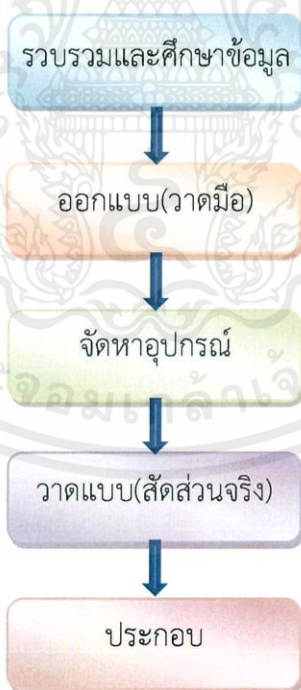 รวบรวมและศึกษาข้อมูล
ออกแบบ(วาดมือ)
จัดหาอุปกรณ์
วาดแบบ(สัดส่วนจริง)
ประกอบ